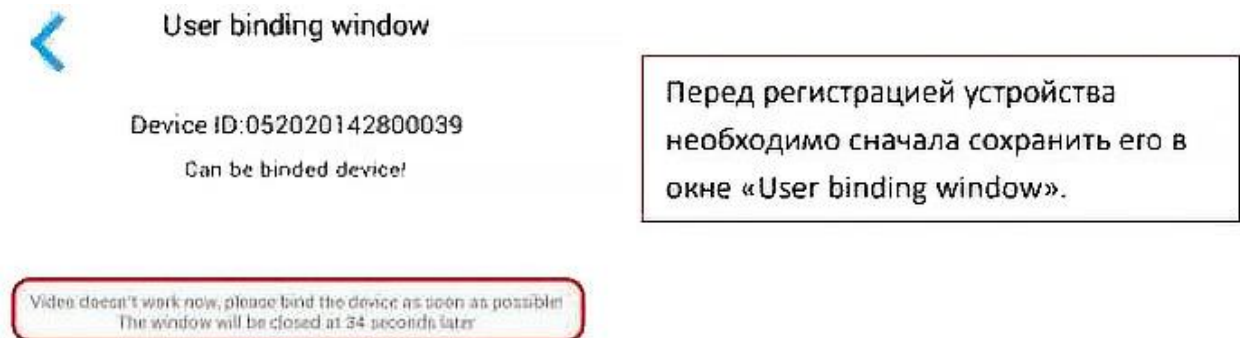 User binding window
Device ID:052020142800039
Can be binded device!
Video doesn't work now, please bind the device as soon as possible!
The window will be closed at 34 seconds later
Перед регистрацией устройства
необходимо сначала сохранить его в
окне «User binding window».